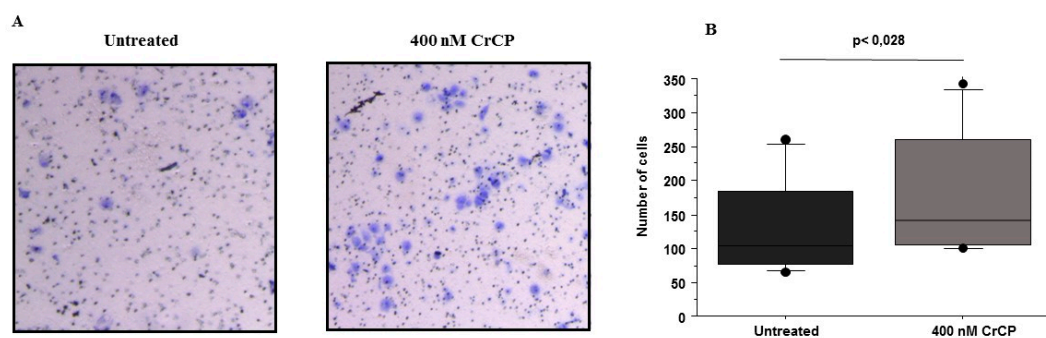 A
Untreated
400 nM CrCP
B
p< 0,028
Number of cells
350
300
250
200
150
100
50
0
Untreated
400 nM CrCP